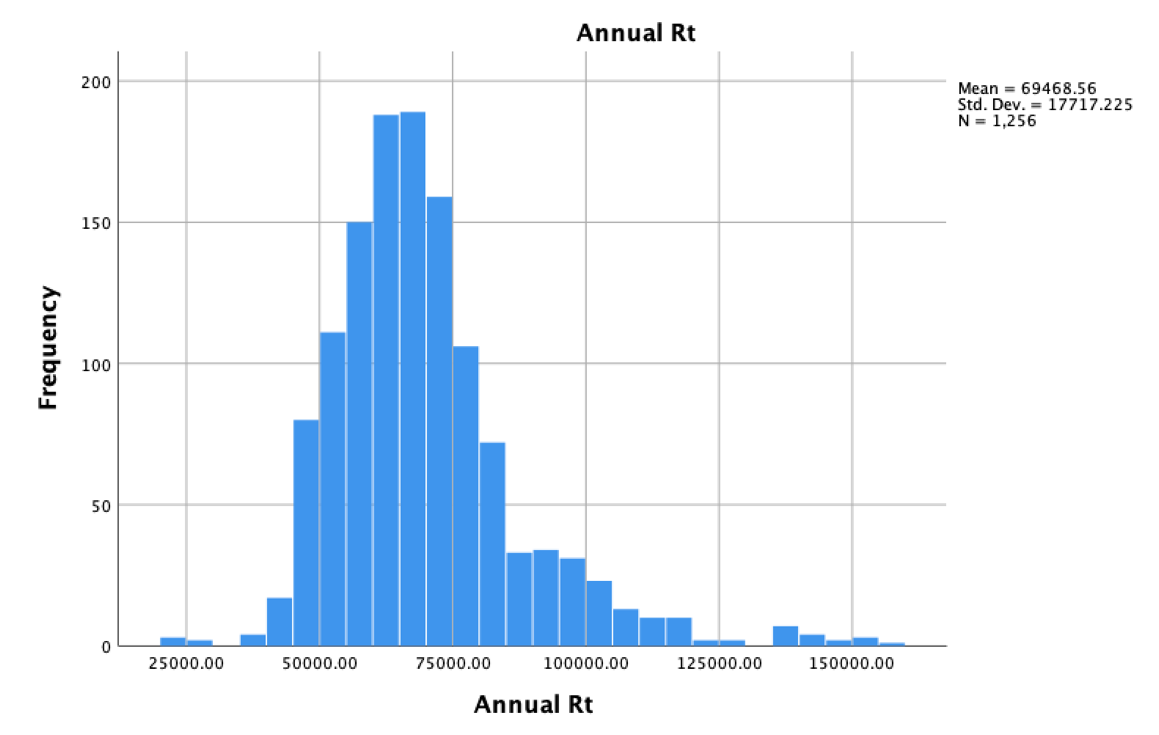 Annual Rt
Mean = 69468.56
Std. Dev. = 17717.225
N = 1,256
200
150
100
50
0
Frequency
25000.00 50000.00 75000.00 100000.00 125000.00 150000.00
Annual Rt